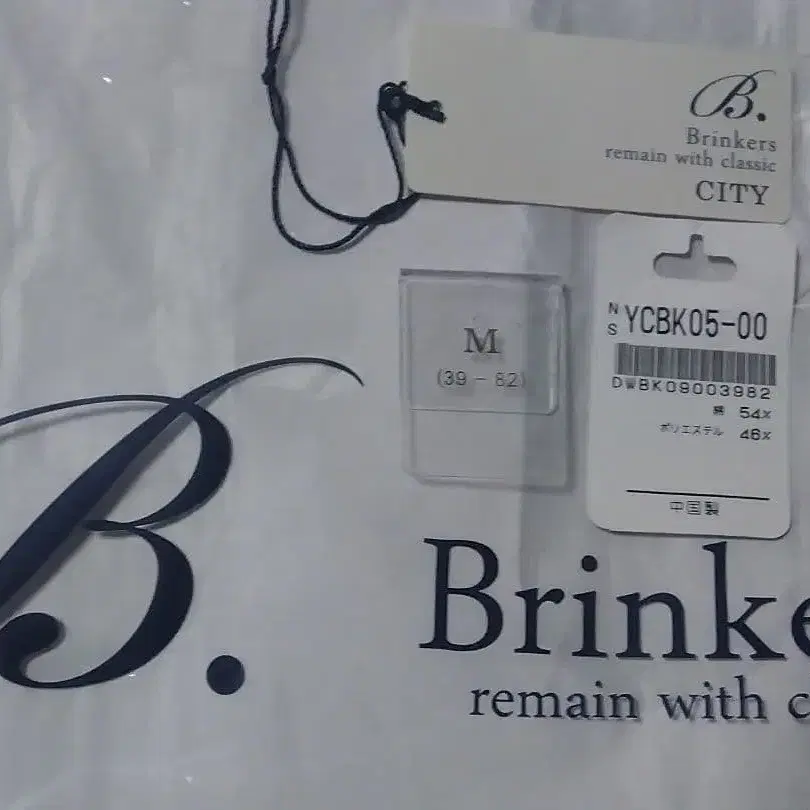 B.
Brinkers
remain with classic
CITY
M
(39 - 82)
NS YCBK05-00
DWBK09003982
綿 54%
ポリエステル 46%
中国製
B.
Brinke
remain with c